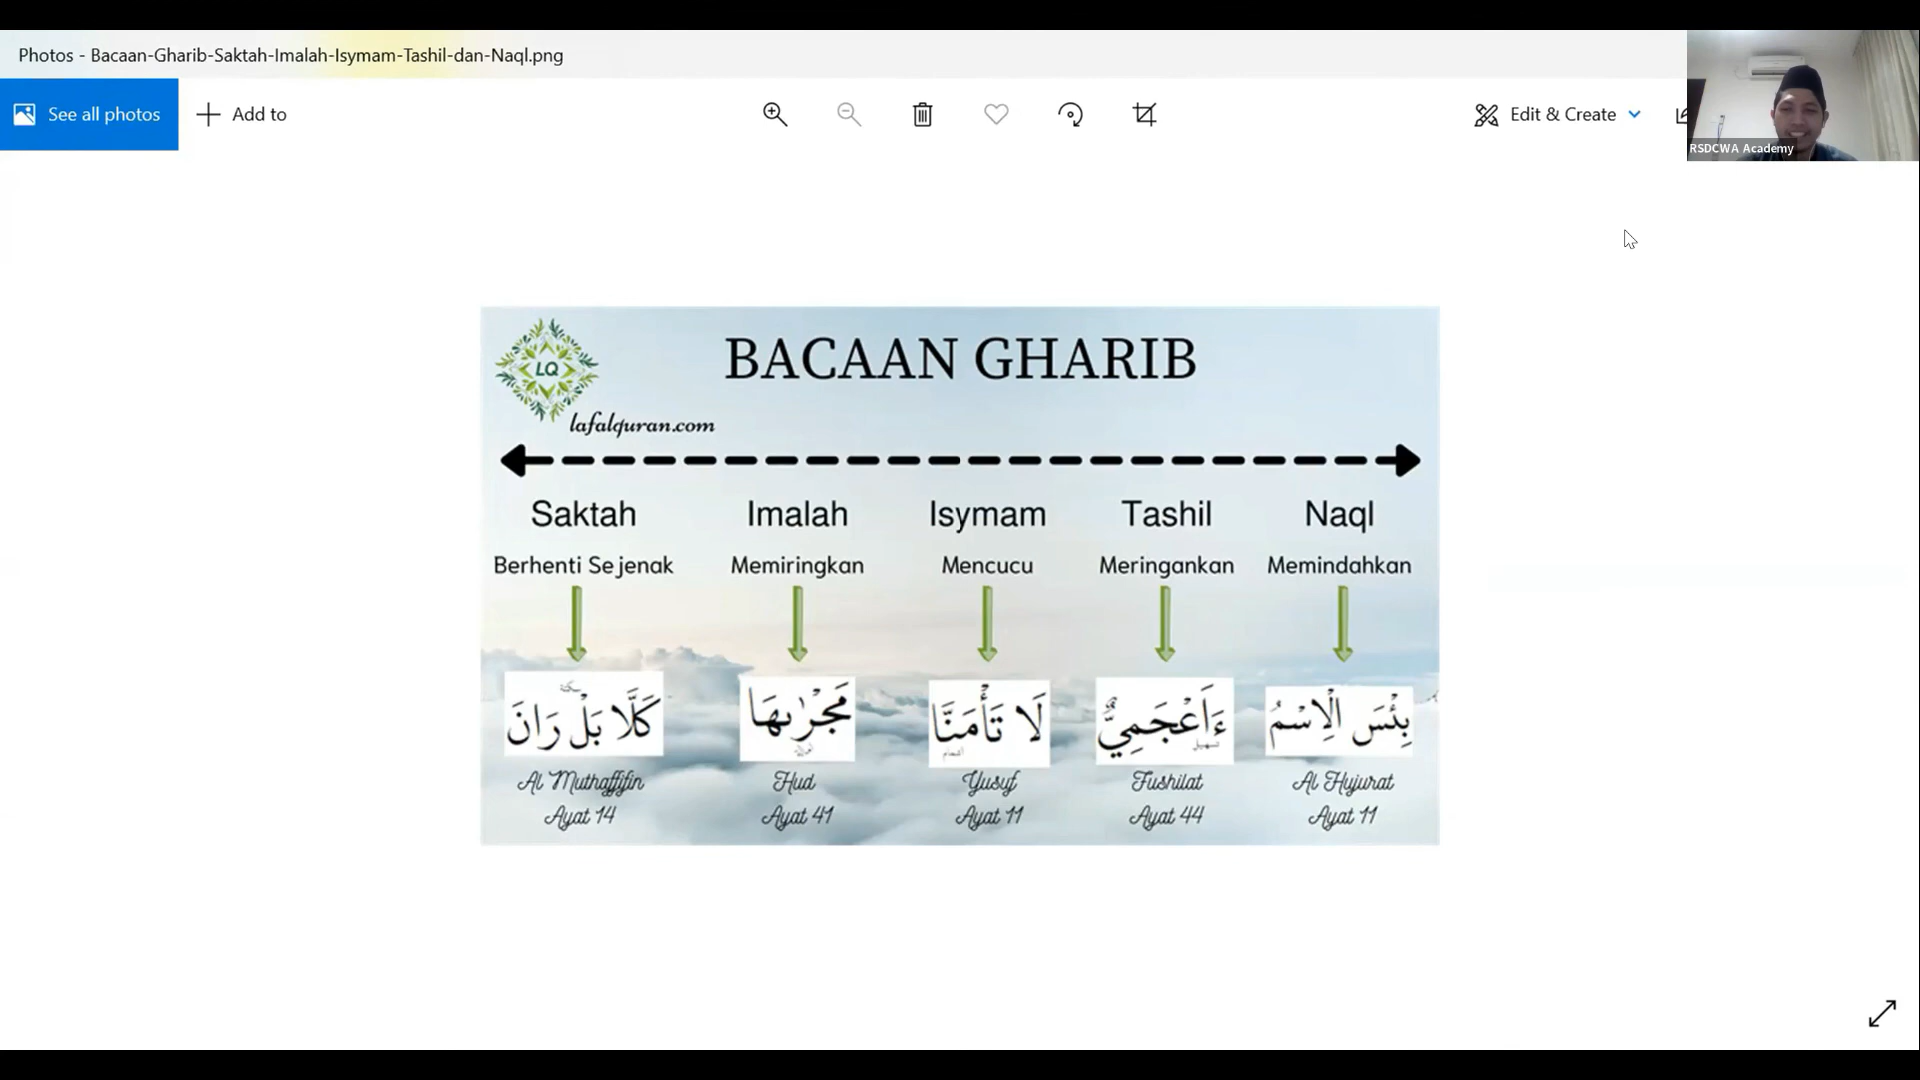 Photos - Bacaan-Gharib-Saktah-Imalah-Isymam-Tashil-dan-Naql.png
See all photos
Add to
Edit & Create
RSDCWA Academy
LQ
BACAAN GHARIB
lafalquran.com
Saktah Imalah Isymam Tashil Naql
Berhenti Sejenak Memiringkan Mencucu Meringankan Memindahkan
كَلَّا بَلْ رَانَ
مَجْرٰىهَا
لَا تَأْمَنَّا
ءَاَعْجَمِيٌّ
بِئْسَ الِاسْمُ
Al Muthaffifin Hud Yusuf Fushilat Al Hujurat
Ayat 14 Ayat 41 Ayat 11 Ayat 44 Ayat 11